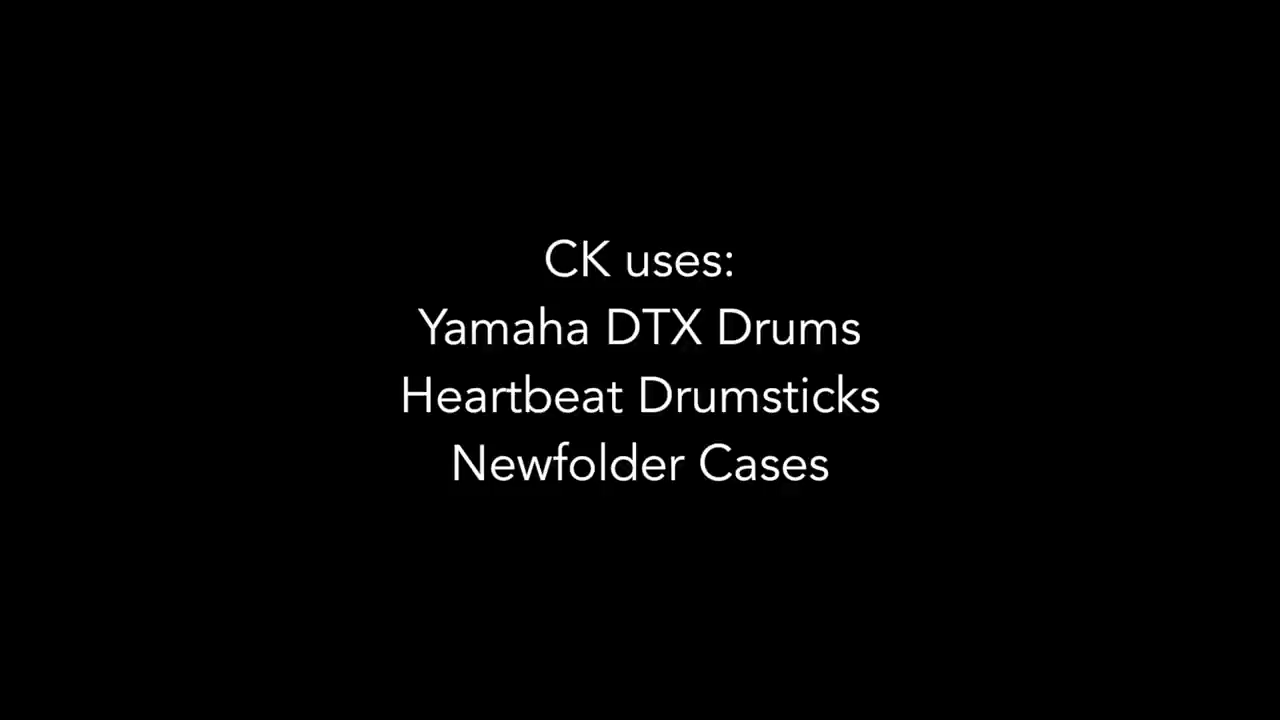 CK uses:
Yamaha DTX Drums
Heartbeat Drumsticks
Newfolder Cases